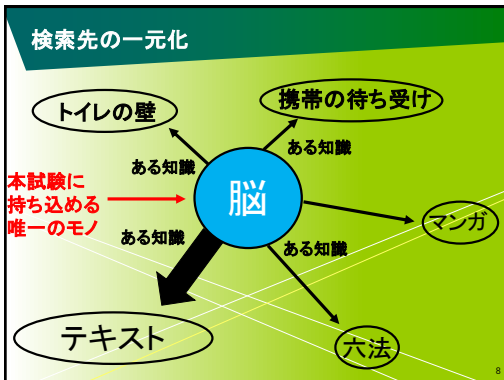 検索先の一元化
トイレの壁
携帯の待ち受け
ある知識
ある知識
本試験に
持ち込める
唯一のモノ
脳
ある知識
ある知識
マンガ
テキスト
六法
8